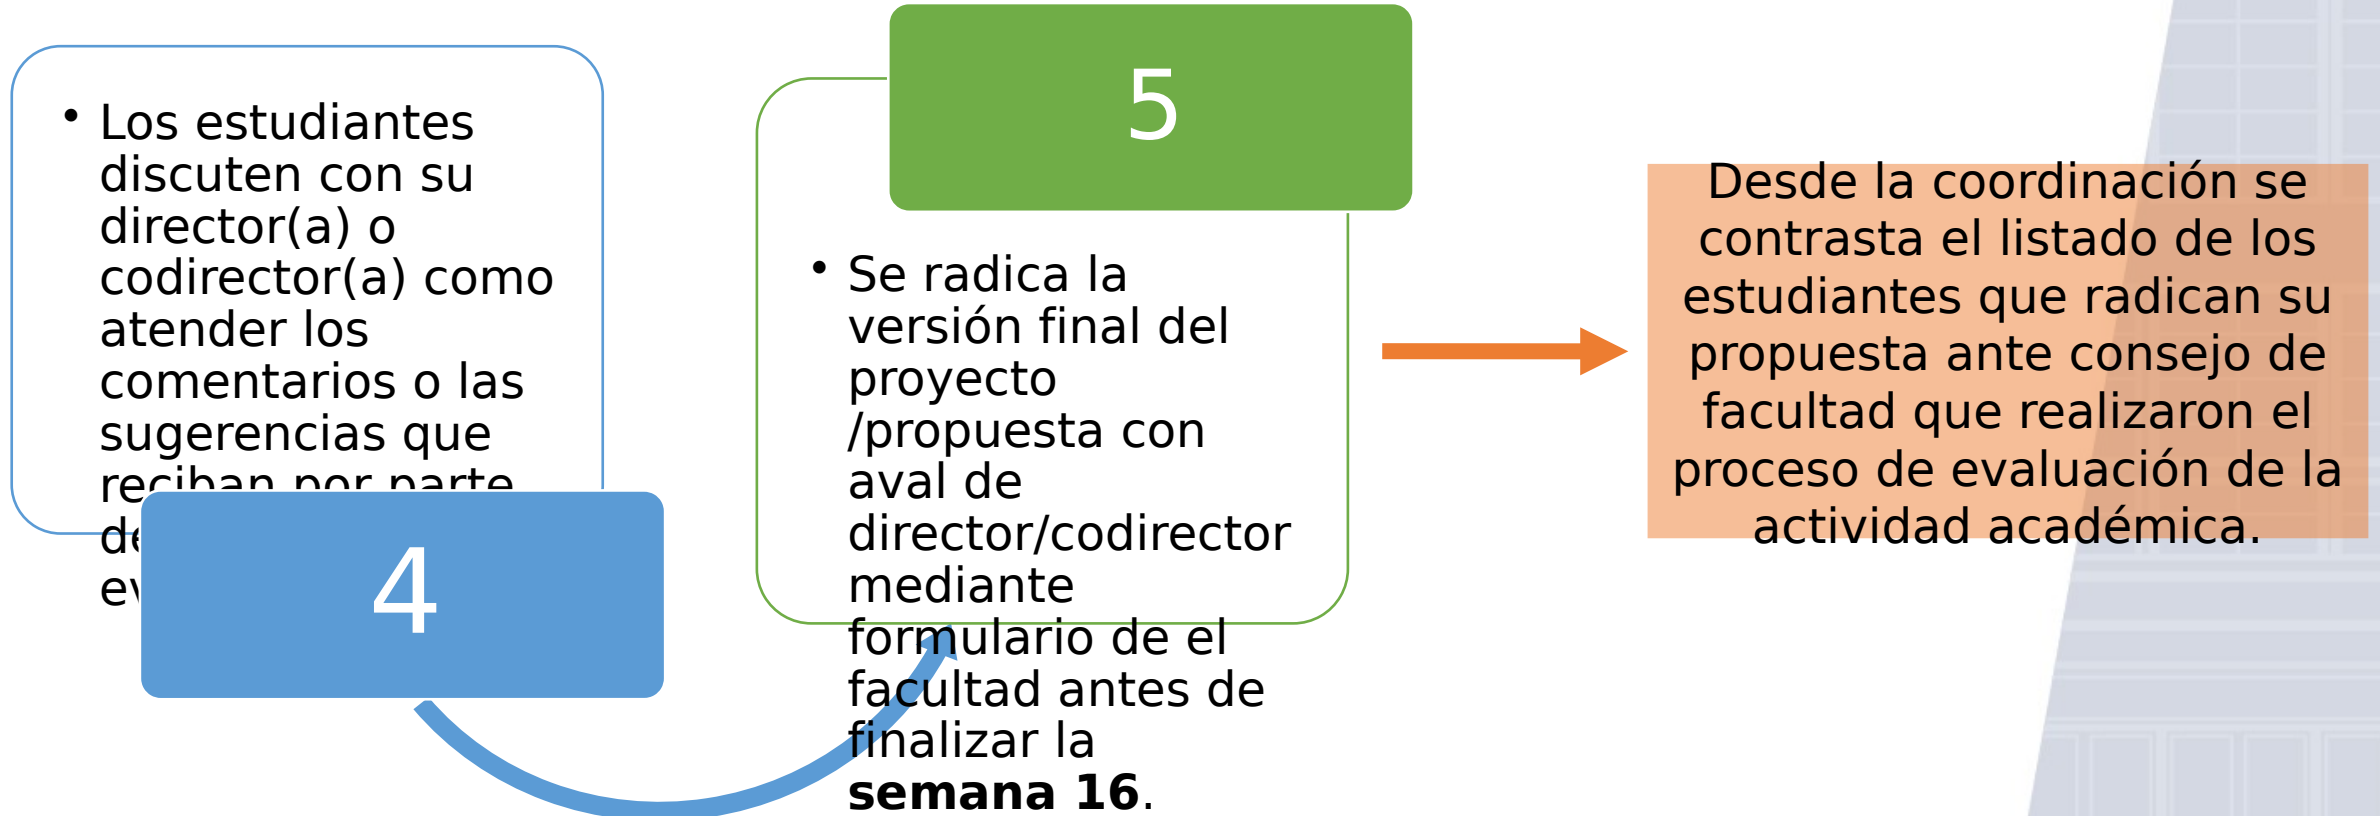 Los estudiantes
discuten con su
director(a) o
codirector(a) como
atender los
comentarios o las
sugerencias que
reciban por parte
4
5
Se radica la
versión final del
proyecto
/propuesta con
aval de
director/codirector
mediante
formulario de el
facultad antes de
finalizar la
semana 16.
Desde la coordinación se
contrasta el listado de los
estudiantes que radican su
propuesta ante consejo de
facultad que realizaron el
proceso de evaluación de la
actividad académica.